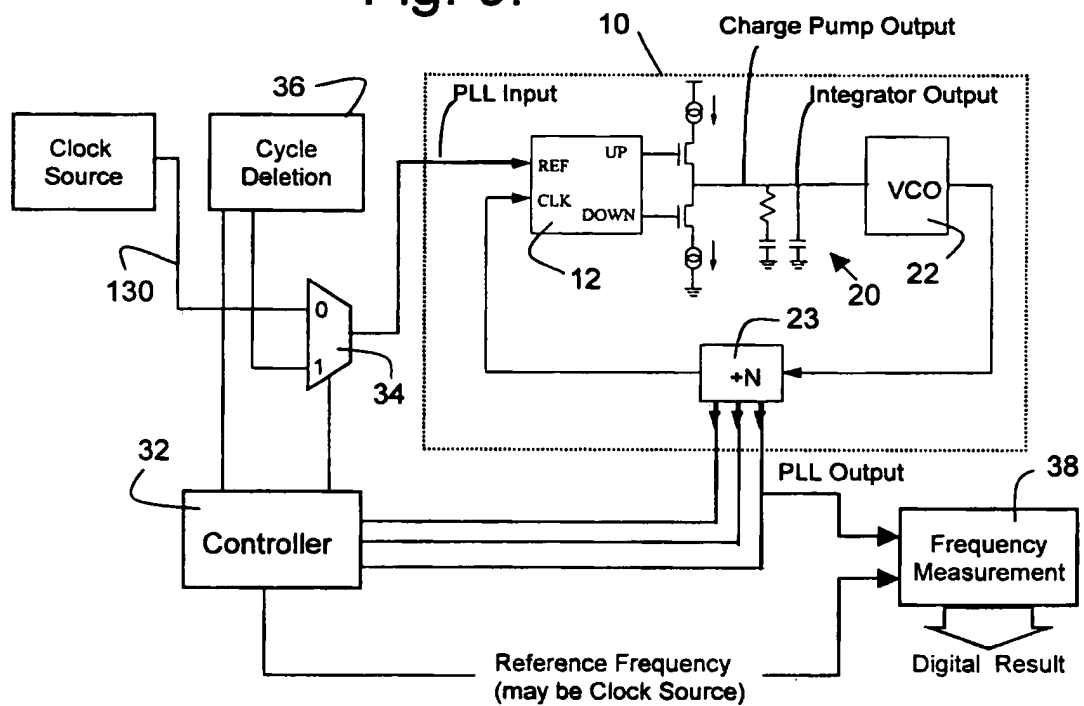 Fig. 3.
10
Charge Pump Output
36
PLL Input
Integrator Output
Clock
Source
Cycle
Deletion
REF
UP
CLK
DOWN
VCO
12
20
22
130
0
1
34
23
+N
32
PLL Output
38
Controller
Frequency
Measurement
Reference Frequency
(may be Clock Source)
Digital Result